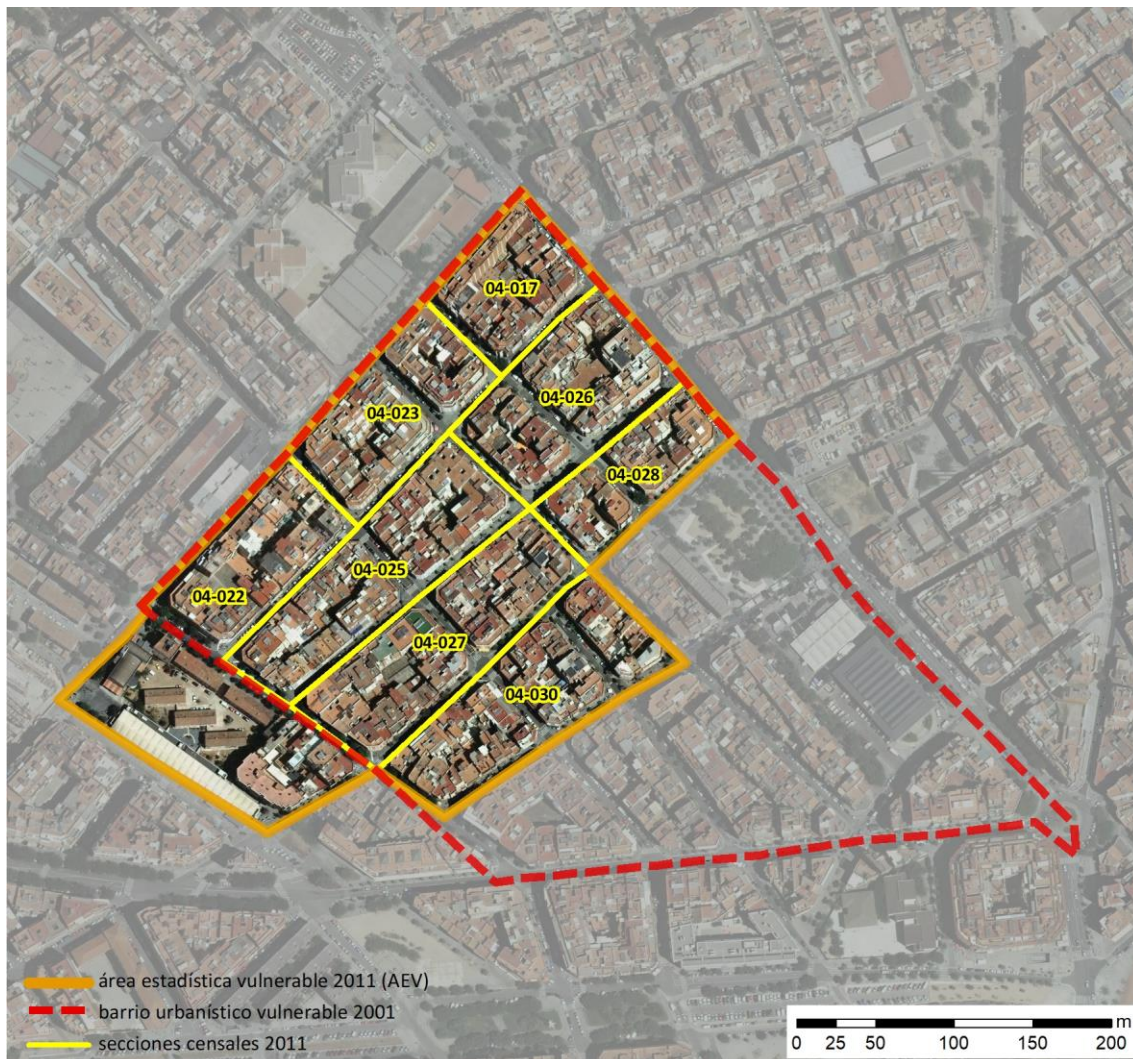 04-017
04-026
04-023
04-028
04-025
04-022
04-027
04-030
área estadística vulnerable 2011 (AEV)
barrio urbanístico vulnerable 2001
secciones censales 2011
m
0 25 50 100 150 200